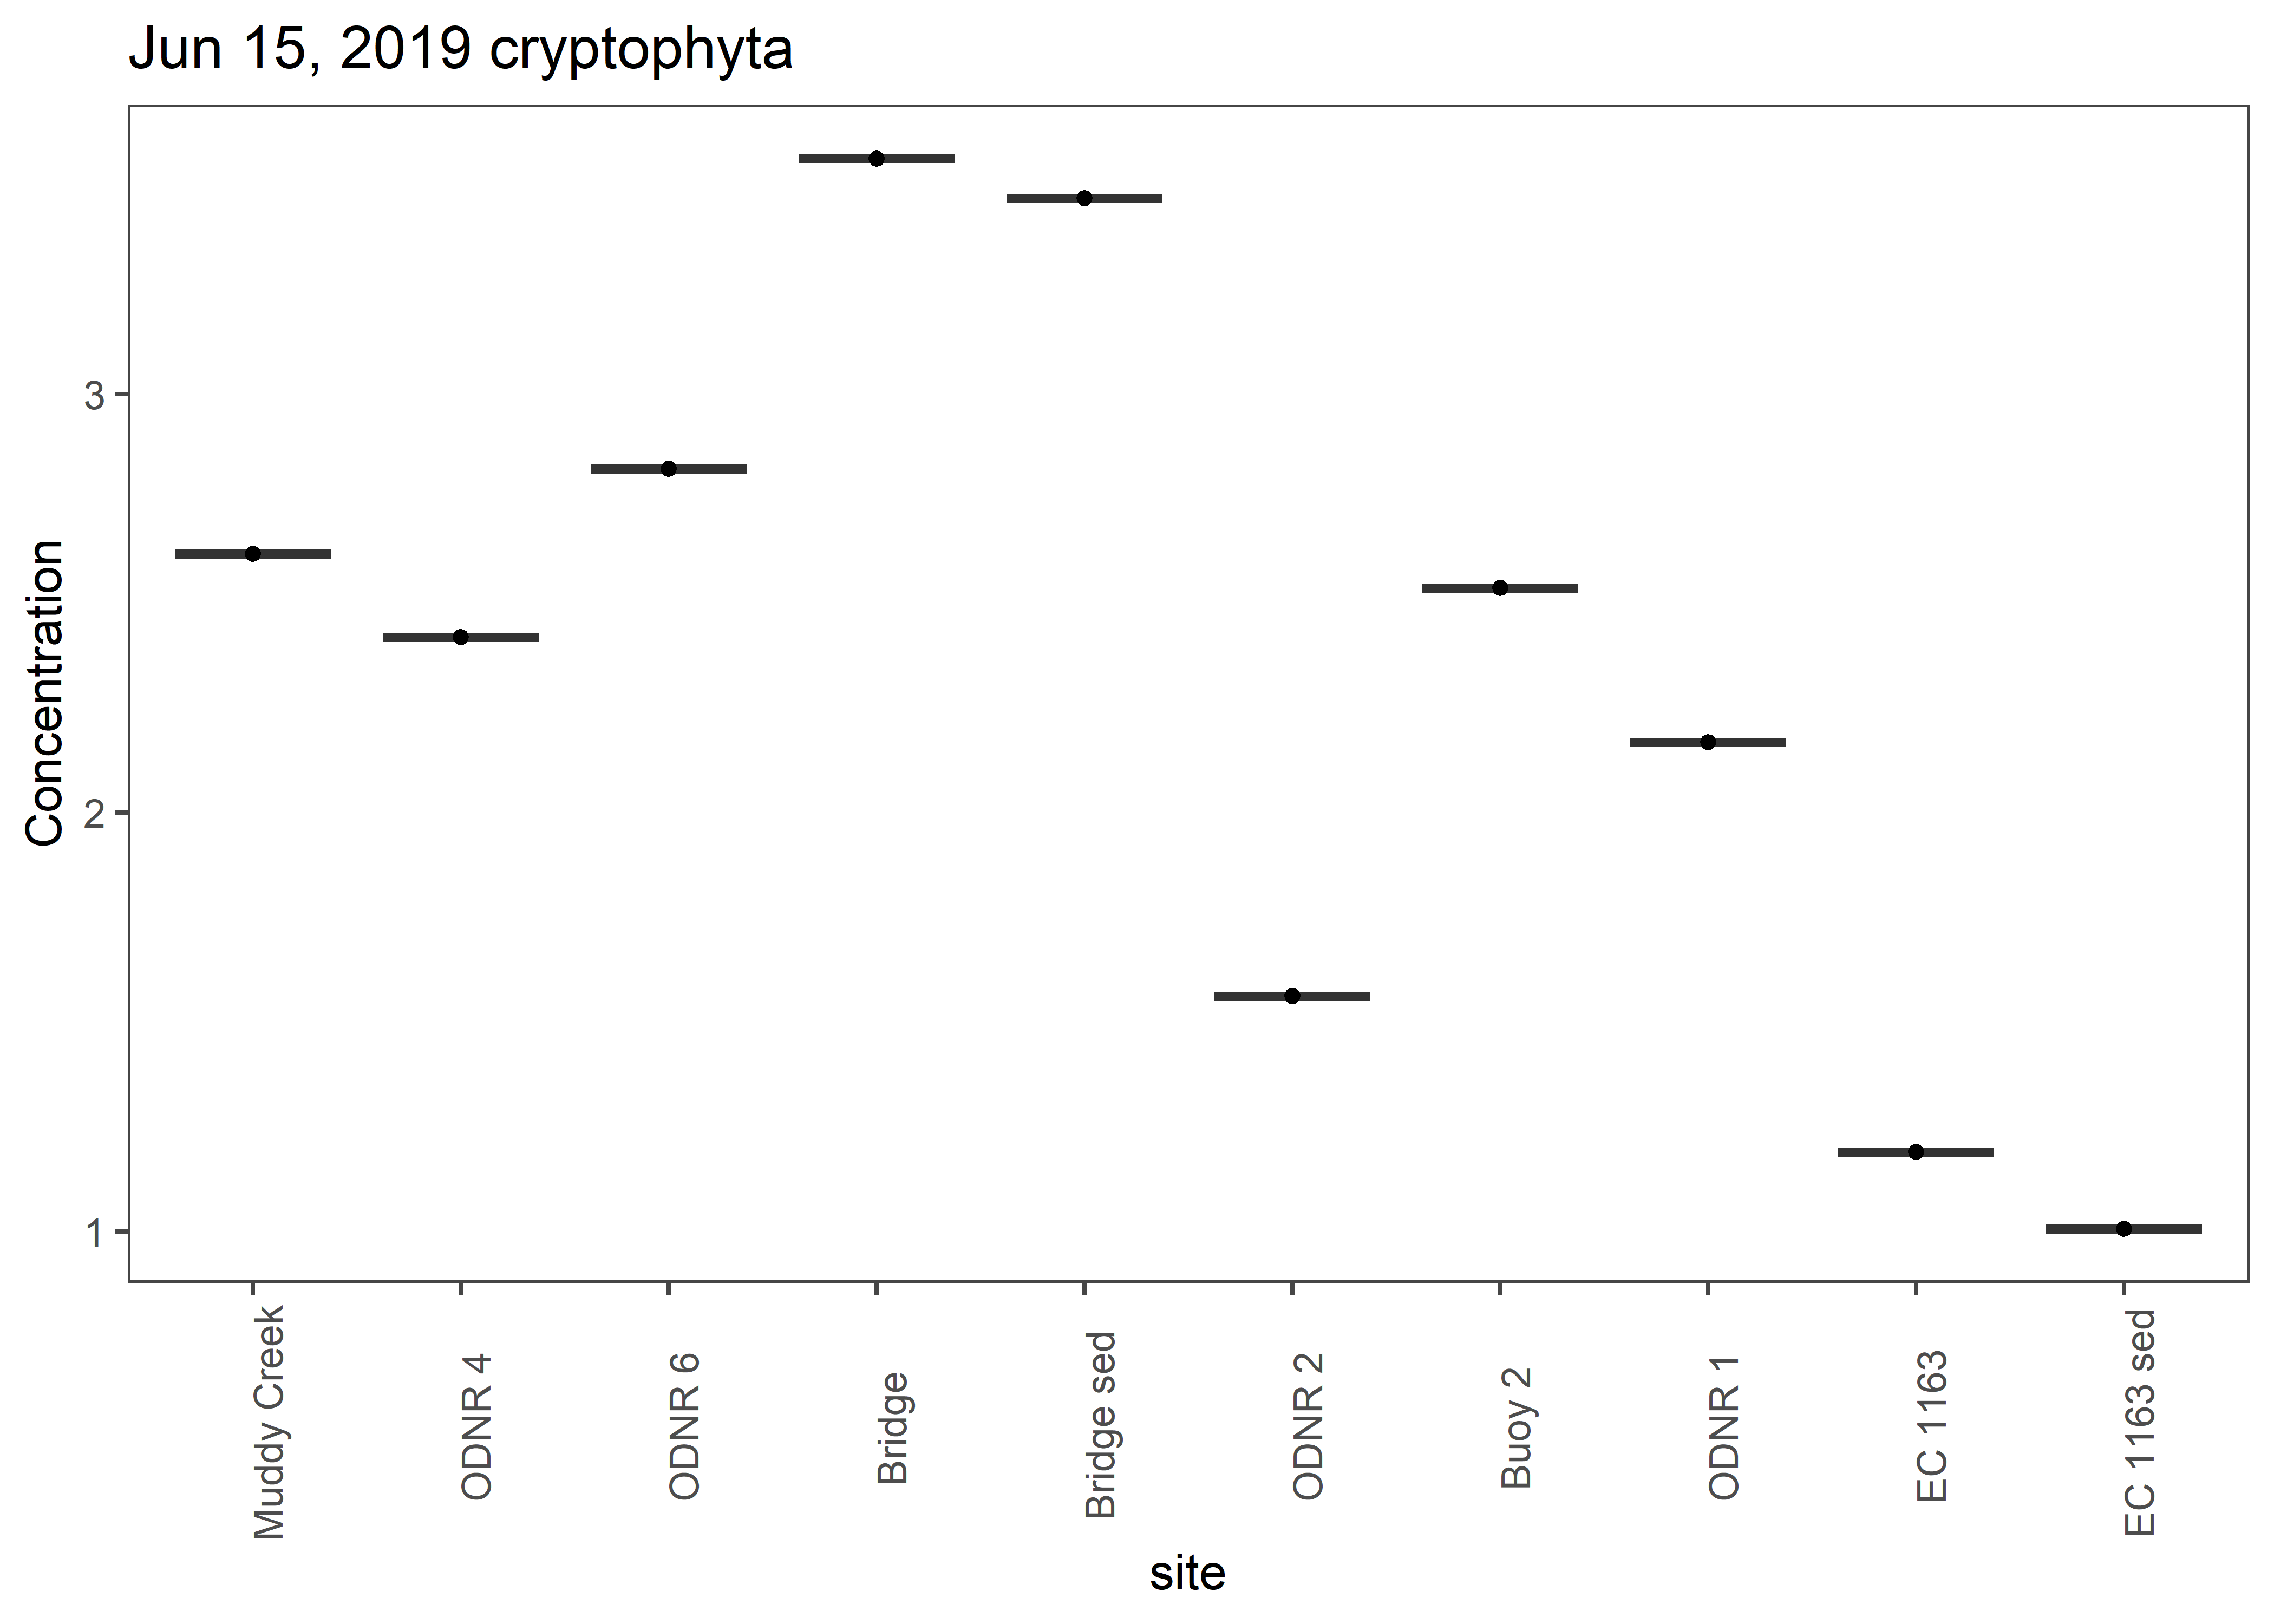 Jun 15, 2019 cryptophyta
Concentration
3
2
1
Muddy Creek
ODNR 4
ODNR 6
Bridge
Bridge sed
ODNR 2
Buoy 2
ODNR 1
EC 1163
EC 1163 sed
site